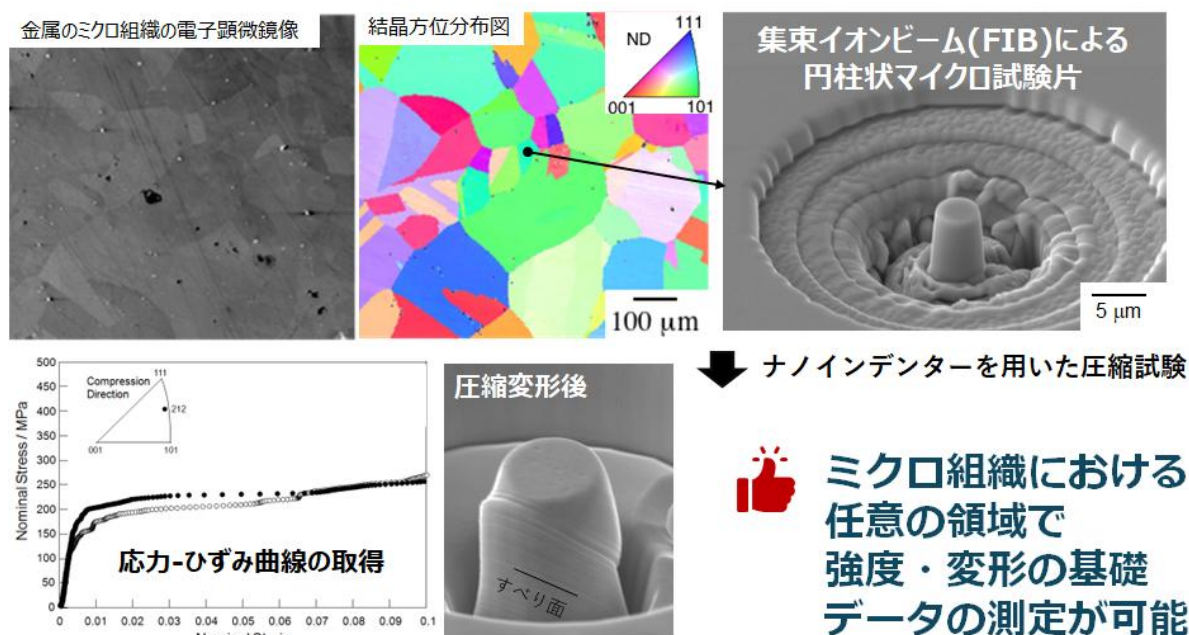 金属のミクロ組織の電子顕微鏡像
結晶方位分布図
ND
111
001
101
100 μm
集束イオンビーム(FIB)による
円柱状マイクロ試験片
5 μm
ナノインデンターを用いた圧縮試験
Nominal Stress / MPa
500
450
400
350
300
250
200
150
100
50
0
Compression
Direction
111
212
001
101
応力-ひずみ曲線の取得
0
0.01
0.02
0.03
0.04
0.05
0.06
0.07
0.08
0.09
0.1
圧縮変形後
すべり面
ミクロ組織における
任意の領域で
強度・変形の基礎
データの測定が可能